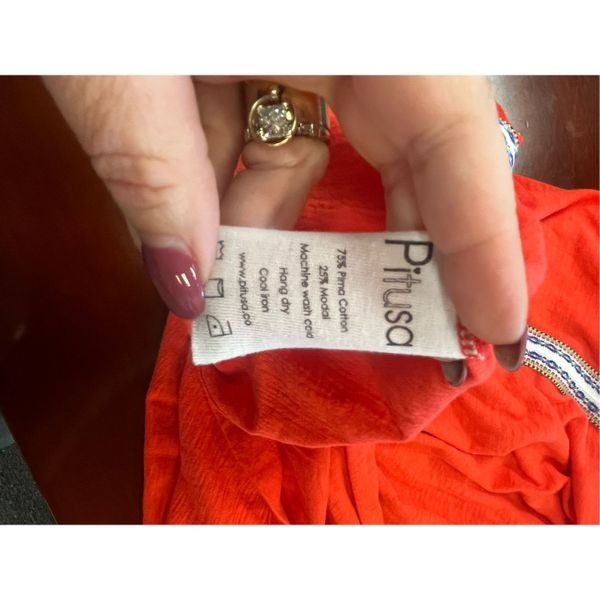 Pitusa
75% Pima Cotton
25% Modal
Machine wash cold
Hang dry
Cool iron
www.pitusa.co